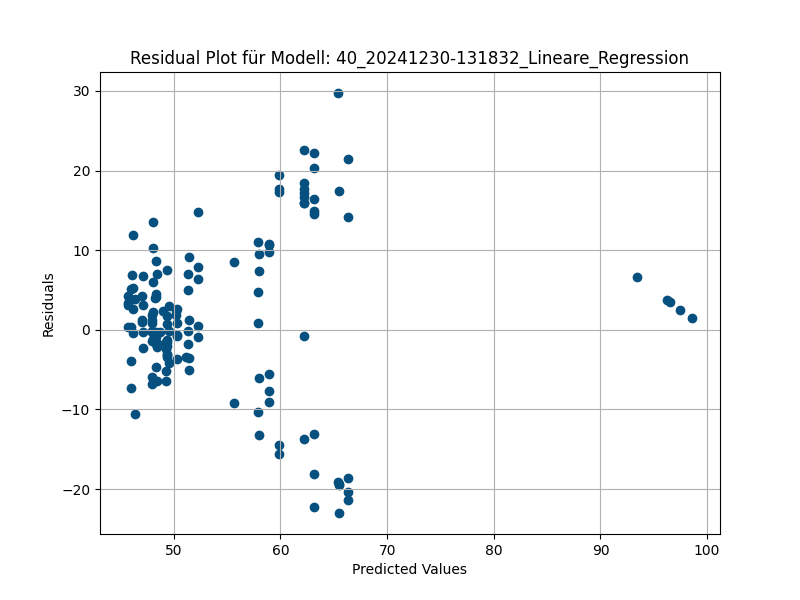 Residual Plot für Modell: 40_20241230-131832_Lineare_Regression
30
20
10
0
−10
−20
Residuals
50 60 70 80 90 100
Predicted Values